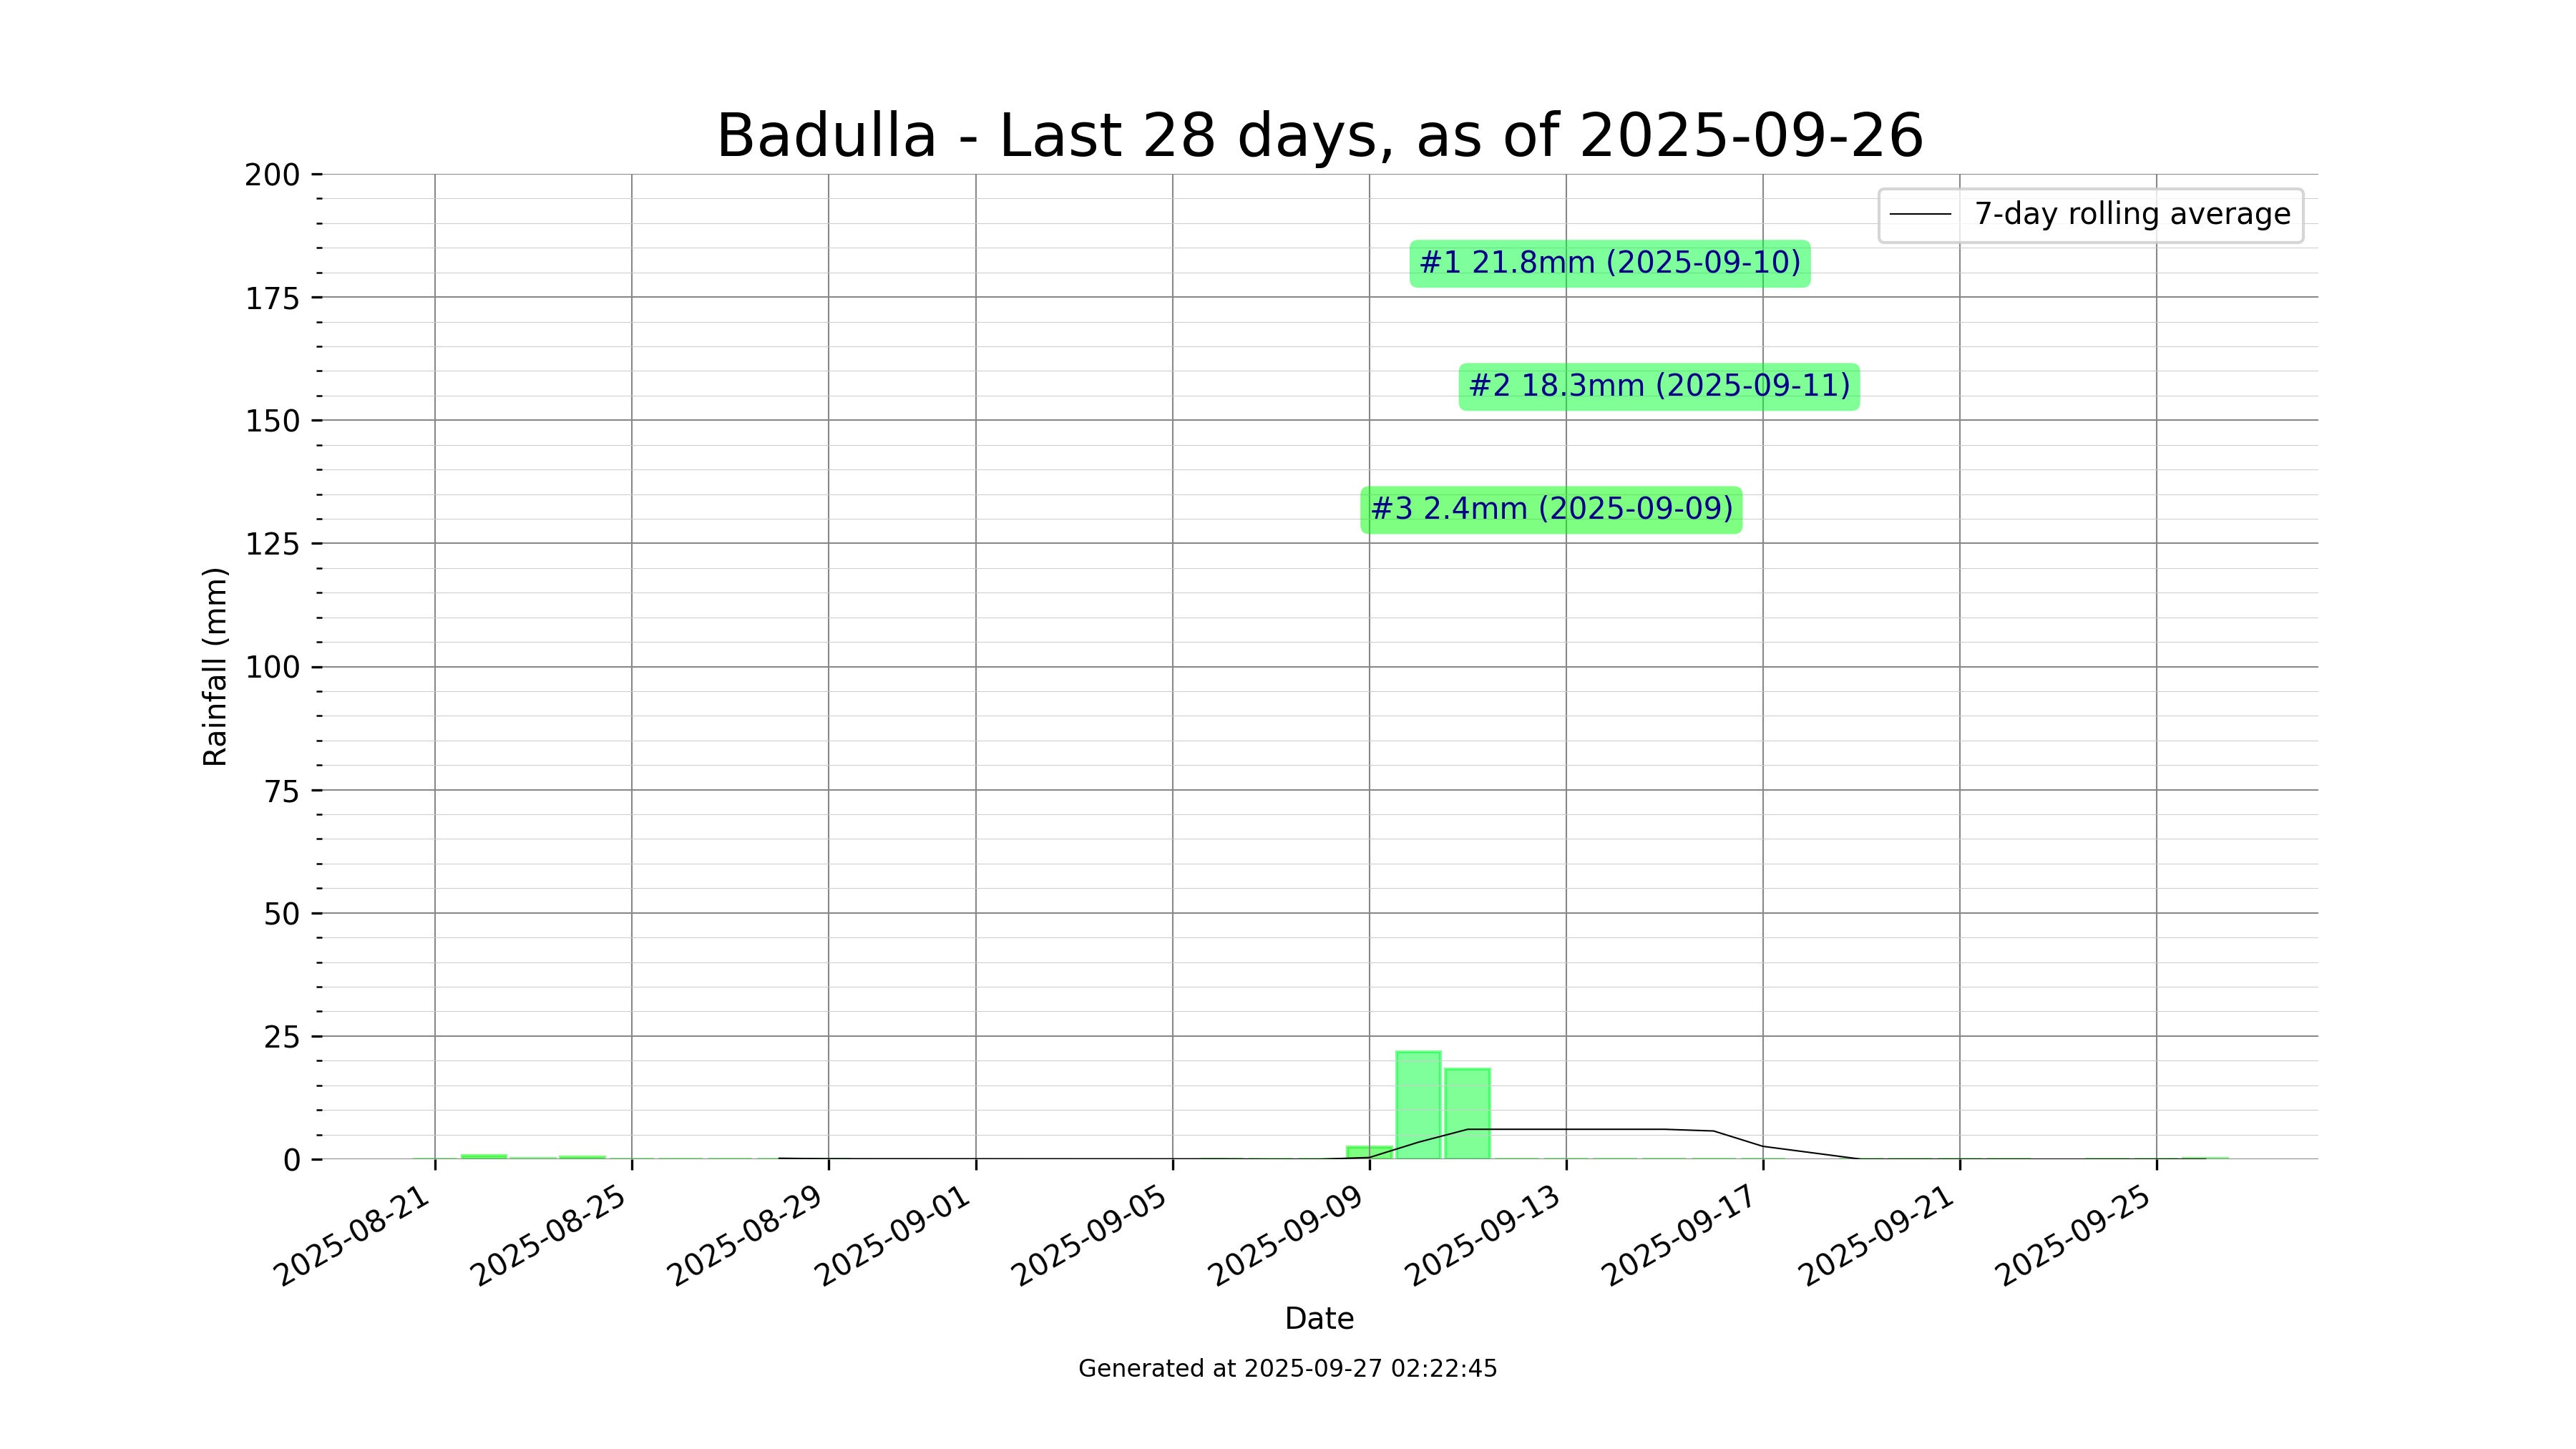 Badulla - Last 28 days, as of 2025-09-26
7-day rolling average
#1 21.8mm (2025-09-10)
#2 18.3mm (2025-09-11)
#3 2.4mm (2025-09-09)
Rainfall (mm)
200
175
150
125
100
75
50
25
0
2025-08-21
2025-08-25
2025-08-29
2025-09-01
2025-09-05
2025-09-09
2025-09-13
2025-09-17
2025-09-21
2025-09-25
Date
Generated at 2025-09-27 02:22:45